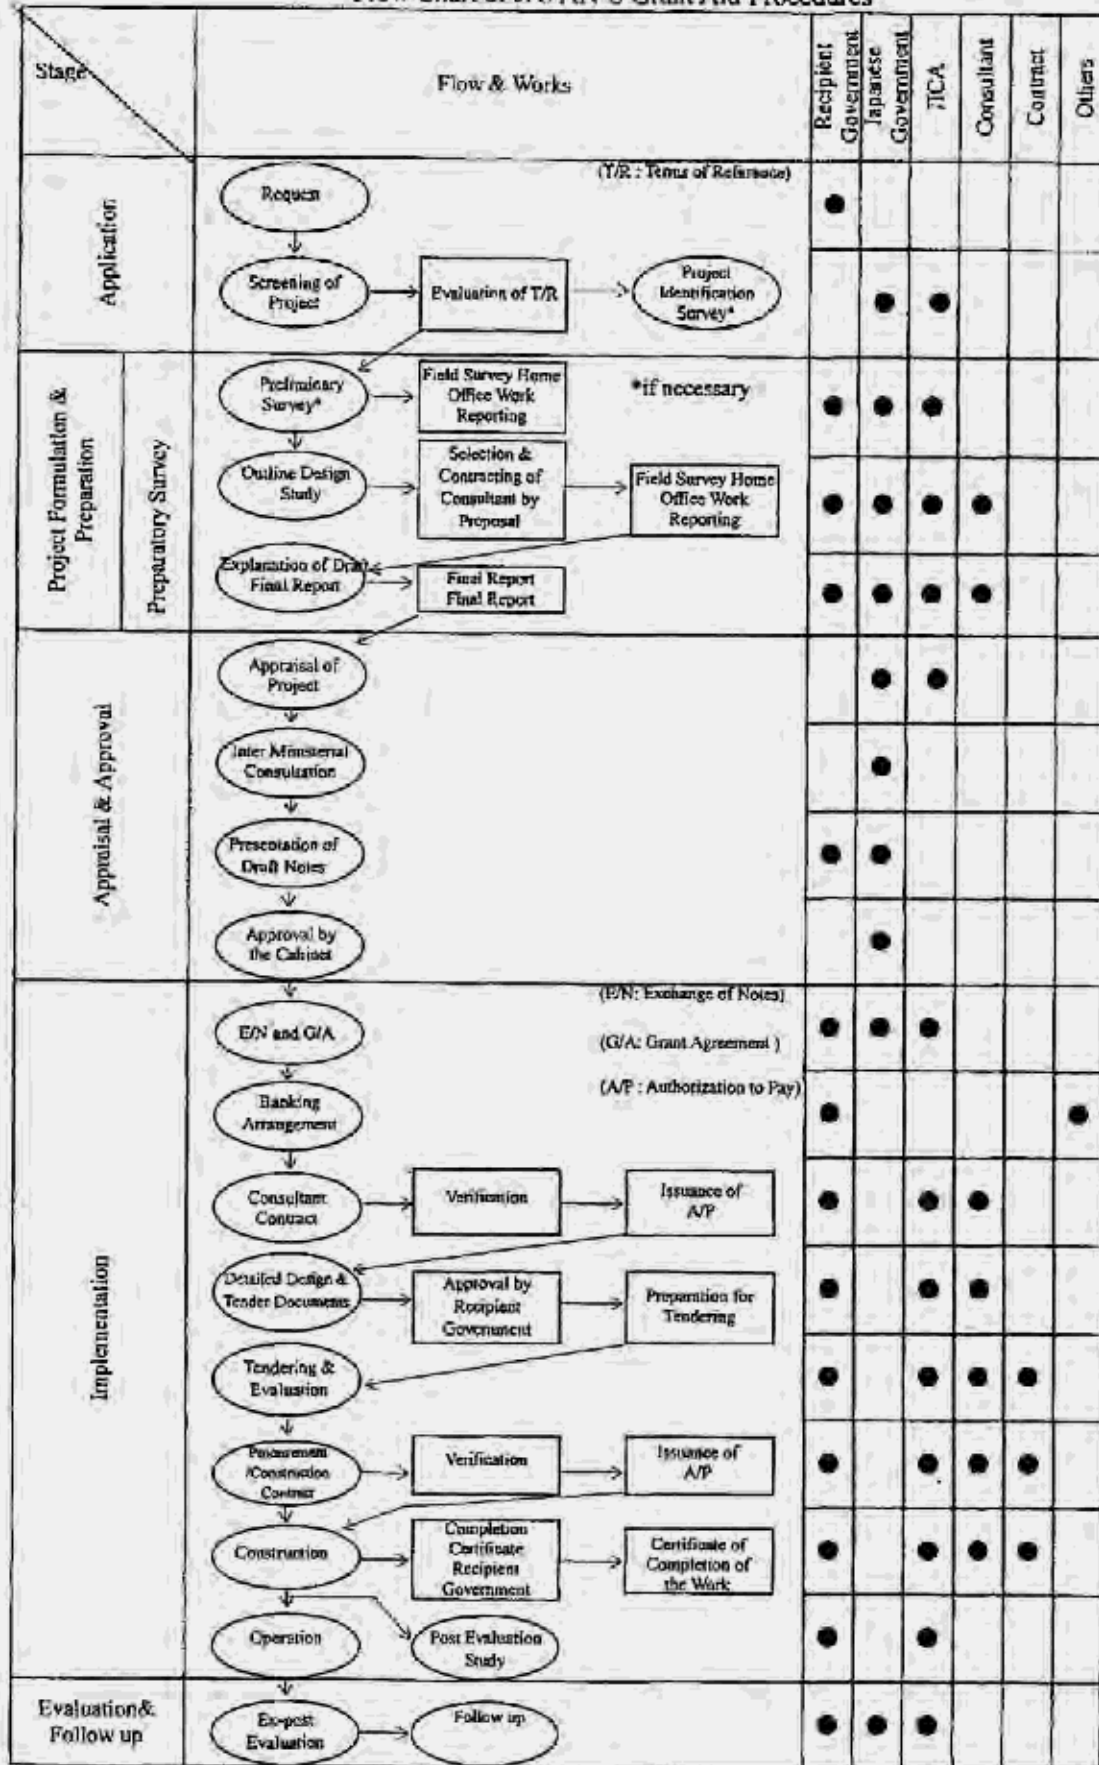 Stage
Flow & Works
Recipient
Government
Japanese
Government
JICA
Consultant
Contract
Others
Application
(T/R : Terms of Reference)
Request
Screening of
Project
Evaluation of T/R
Project
Identification
Survey*
Project Formulation &
Preparation
Preparatory Survey
Preliminary
Survey*
Field Survey Home
Office Work
Reporting
*if necessary
Outline Design
Study
Selection &
Contracting of
Consultant by
Proposal
Field Survey Home
Office Work
Reporting
Explanation of Draft
Final Report
Final Report
Final Report
Appraisal & Approval
Appraisal of
Project
Inter Ministerial
Consultation
Presentation of
Draft Notes
Approval by
the Cabinet
Implementation
(E/N: Exchange of Notes)
E/N and G/A
(G/A: Grant Agreement )
(A/P : Authorization to Pay)
Banking
Arrangement
Consultant
Contract
Verification
Issuance of
A/P
Detailed Design &
Tender Documents
Approval by
Recipient
Government
Preparation for
Tendering
Tendering &
Evaluation
Procurement
/Construction
Contract
Verification
Issuance of
A/P
Construction
Completion
Certificate
Recipient
Government
Certificate of
Completion of
the Work
Operation
Post Evaluation
Study
Evaluation&
Follow up
Ex-post
Evaluation
Follow up